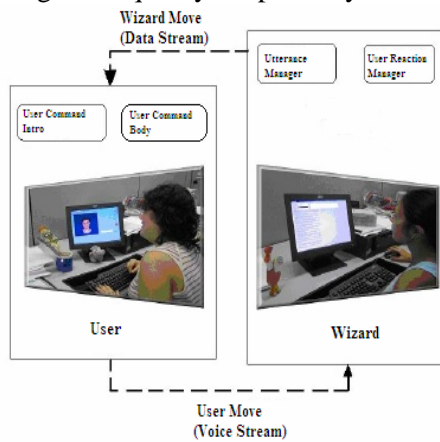 Wizard Move
(Data Stream)
Utterance
Manager
User Reaction
Manager
User Command
Intro
User Command
Body
User
Wizard
User Move
(Voice Stream)